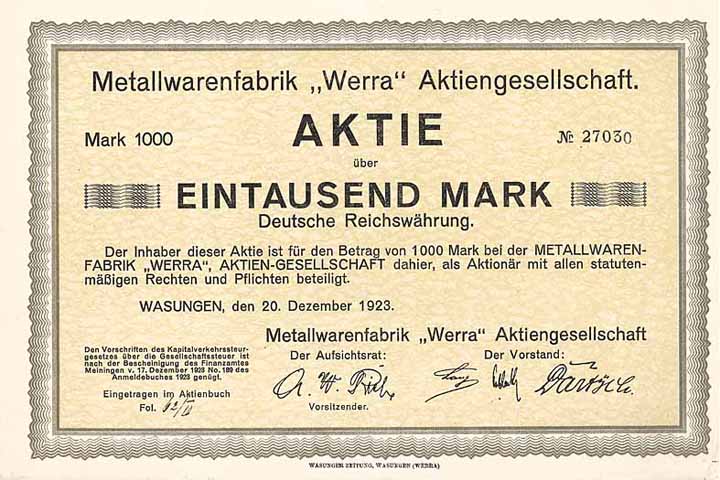 Metallwarenfabrik „Werra“ Aktiengesellschaft.
Mark 1000
AKTIE
№ 27030
über
EINTAUSEND MARK
Deutsche Reichswährung.
Der Inhaber dieser Aktie ist für den Betrag von 1000 Mark bei der METALLWAREN-
FABRIK „WERRA“, AKTIEN-GESELLSCHAFT dahier, als Aktionär mit allen statuten-
mäßigen Rechten und Pflichten beteiligt.
WASUNGEN, den 20. Dezember 1923.
Metallwarenfabrik „Werra“ Aktiengesellschaft
Den Vorschriften des Kapitalverkehrssteur-
gesetzes über die Gesellschaftssteuer ist
nach der Bescheinigung des Finanzamtes
Meiningen v. 17. Dezember 1923 No. 189 des
Anmeldebuches 1923 genügt.
Eingetragen im Aktienbuch
Fol.
Der Aufsichtsrat:
Vorsitzender.
Der Vorstand:
WASUNGER ZEITUNG, WASUNGEN (WERRA)